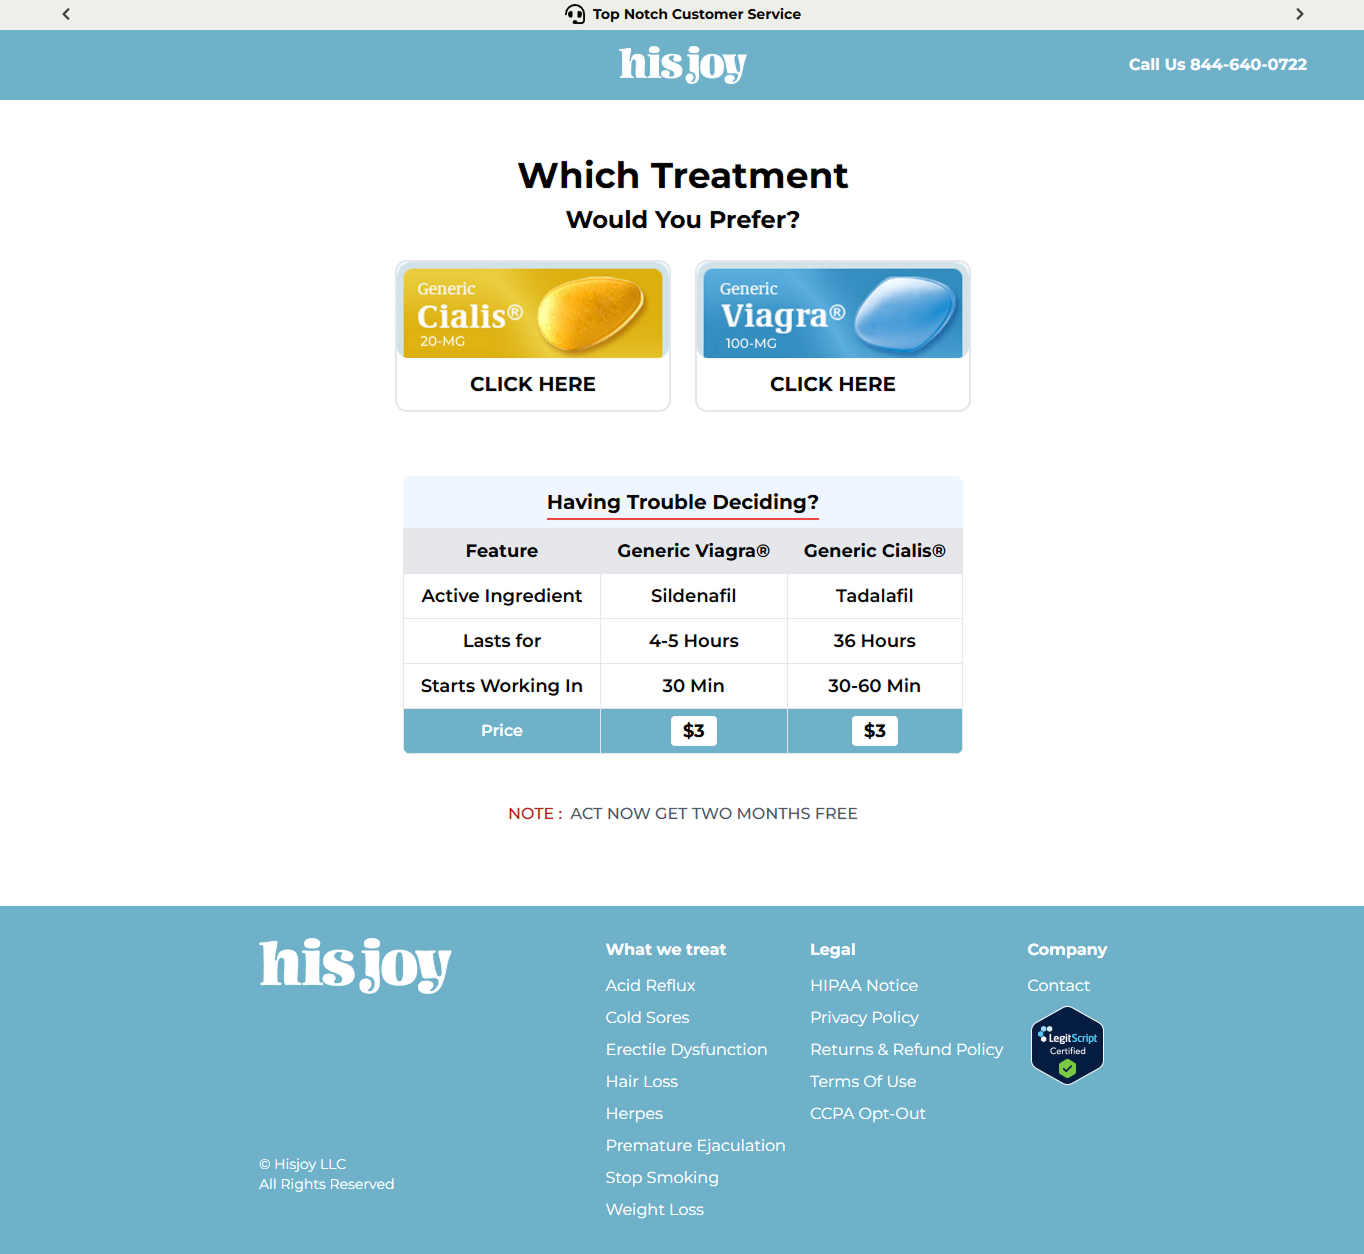 Top Notch Customer Service
his joy
Call Us 844-640-0722
Which Treatment
Would You Prefer?
Generic
Cialis®
20-MG
CLICK HERE
Generic
Viagra®
100-MG
CLICK HERE
Having Trouble Deciding?
Feature Generic Viagra® Generic Cialis®
Active Ingredient Sildenafil Tadalafil
Lasts for 4-5 Hours 36 Hours
Starts Working In 30 Min 30-60 Min
Price $3 $3
NOTE : ACT NOW GET TWO MONTHS FREE
his joy
© Hisjoy LLC
All Rights Reserved
What we treat
Acid Reflux
Cold Sores
Erectile Dysfunction
Hair Loss
Herpes
Premature Ejaculation
Stop Smoking
Weight Loss
Legal
HIPAA Notice
Privacy Policy
Returns & Refund Policy
Terms Of Use
CCPA Opt-Out
Company
Contact
LegitScript
Certified